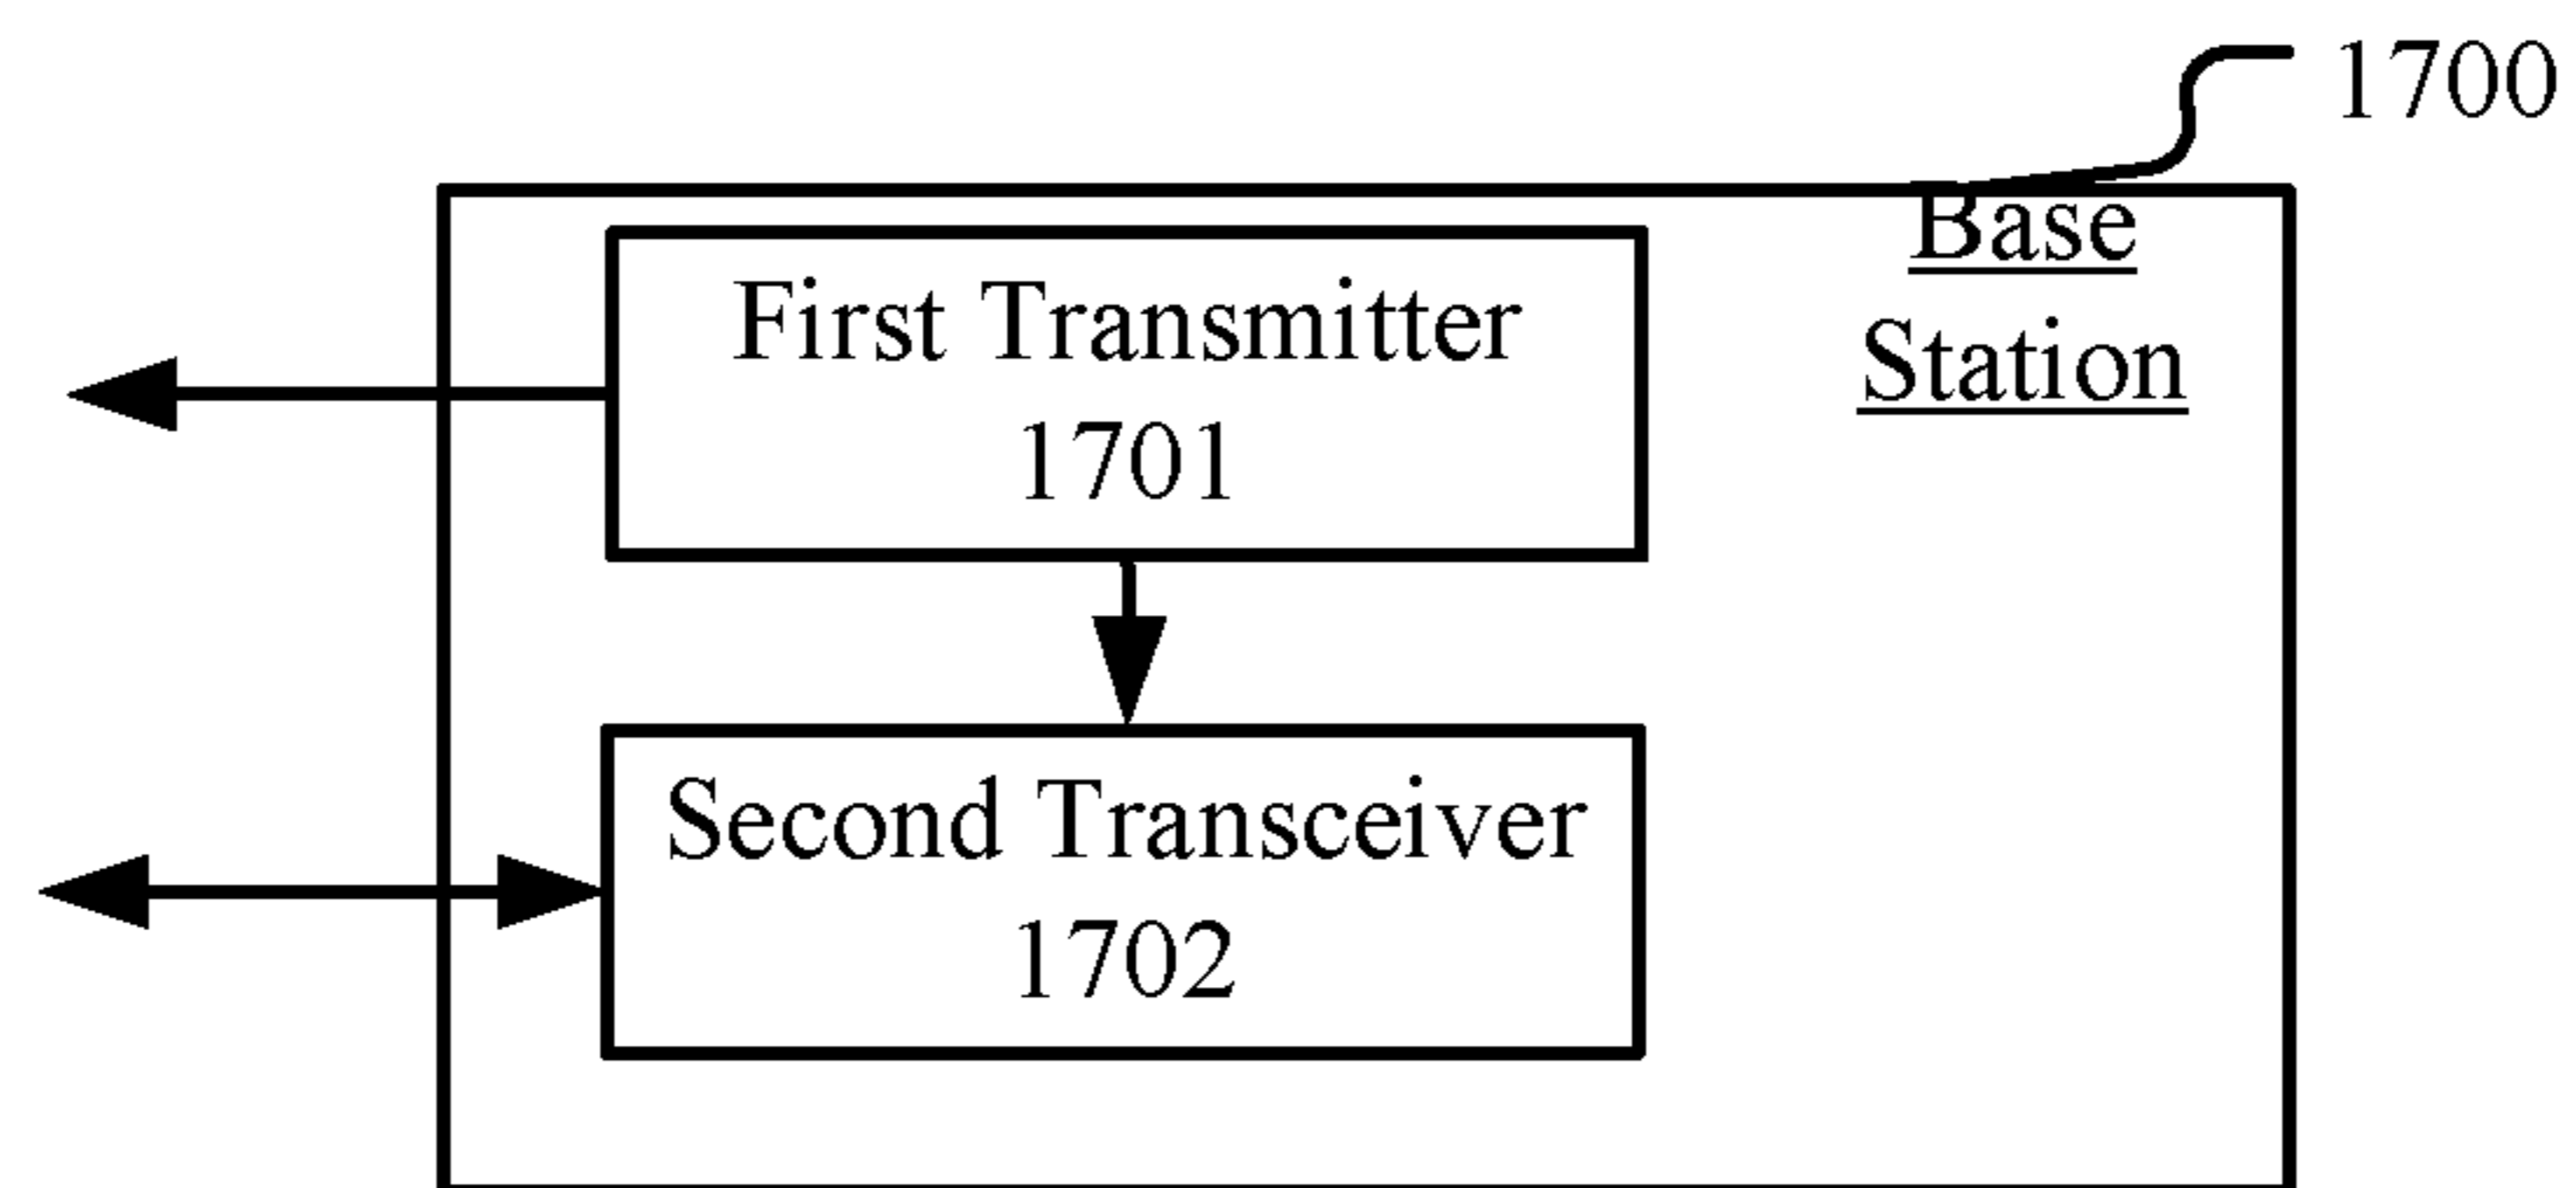 1700
Base
Station
First Transmitter
1701
Second Transceiver
1702